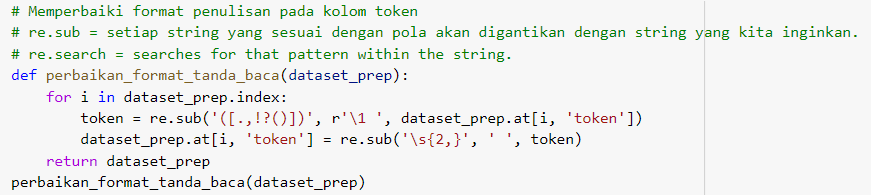 # Memperbaiki format penulisan pada kolom token
# re.sub = setiap string yang sesuai dengan pola akan digantikan dengan string yang kita inginkan.
# re.search = searches for that pattern within the string.
def perbaikan_format_tanda_baca(dataset_prep):
    for i in dataset_prep.index:
        token = re.sub('([.,!?()])', r'\1 ', dataset_prep.at[i, 'token'])
        dataset_prep.at[i, 'token'] = re.sub('\s{2,}', ' ', token)
    return dataset_prep
perbaikan_format_tanda_baca(dataset_prep)